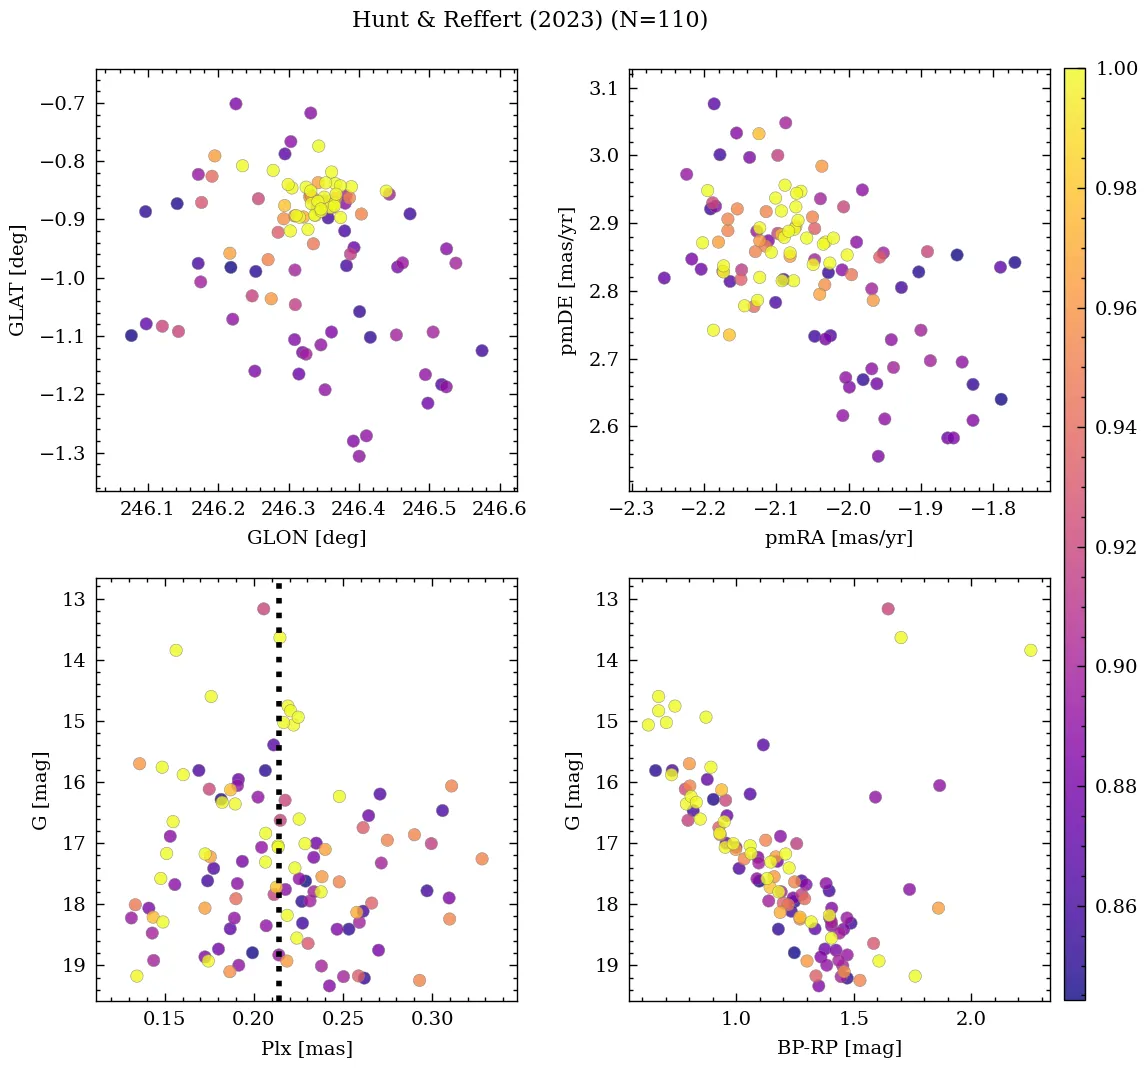 Hunt & Reffert (2023) (N=110)
−0.7
−0.8
−0.9
−1.0
−1.1
−1.2
−1.3
GLAT [deg]
246.1 246.2 246.3 246.4 246.5 246.6
GLON [deg]
3.1
3.0
2.9
2.8
2.7
2.6
pmDE [mas/yr]
−2.3 −2.2 −2.1 −2.0 −1.9 −1.8
pmRA [mas/yr]
13
14
15
16
17
18
19
G [mag]
0.15 0.20 0.25 0.30
Plx [mas]
13
14
15
16
17
18
19
G [mag]
1.0 1.5 2.0
BP-RP [mag]
1.00
0.98
0.96
0.94
0.92
0.90
0.88
0.86